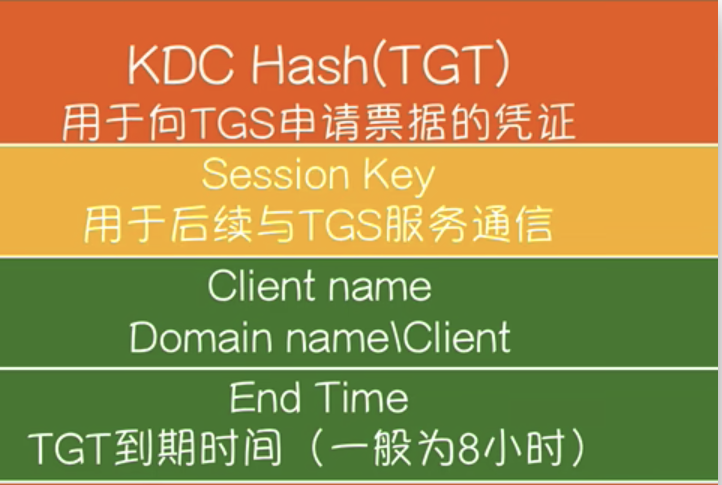 KDC Hash(TGT)
用于向TGS申请票据的凭证
Session Key
用于后续与TGS服务通信
Client name
Domain name\Client
End Time
TGT到期时间（一般为8小时）